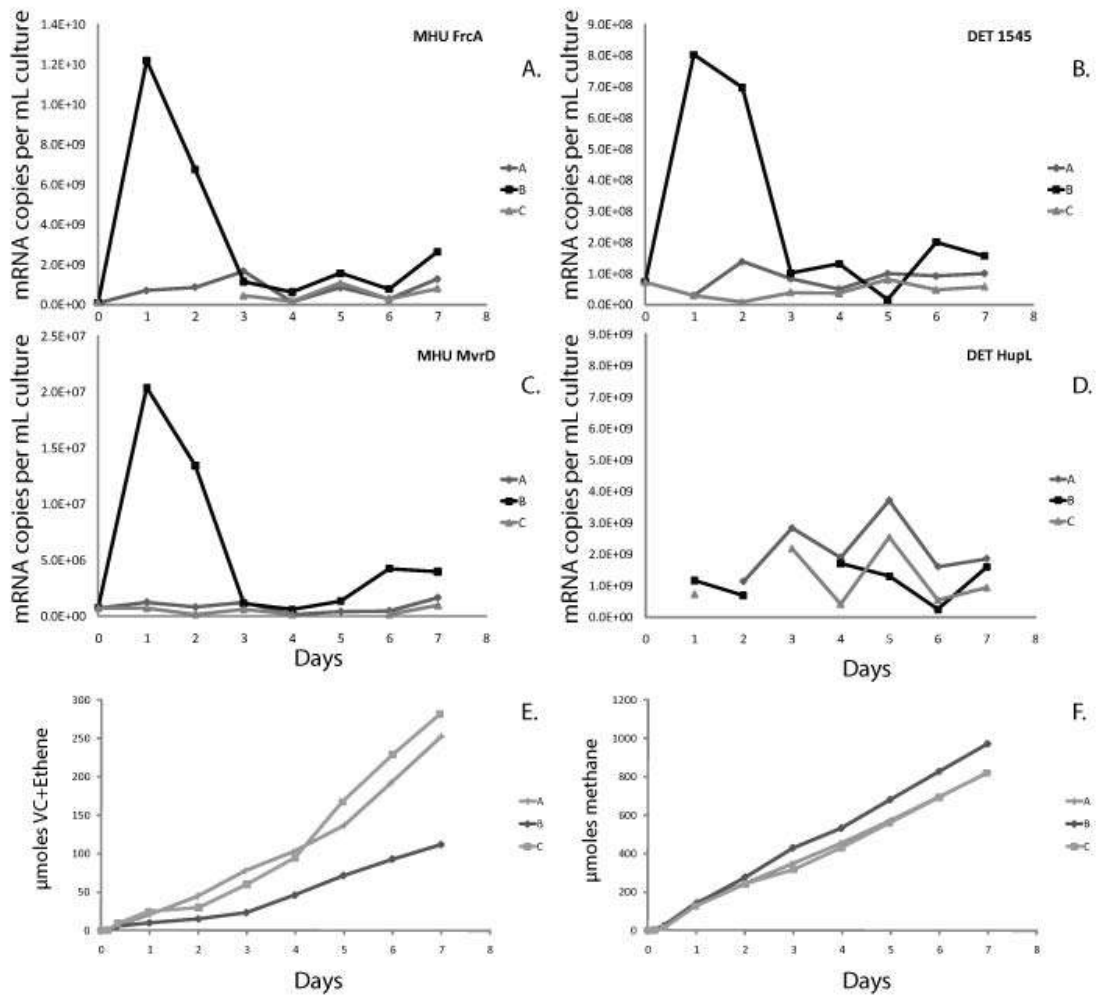 MHU FrcA
A.
mRNA copies per mL culture
1.4E+10
1.2E+10
1.0E+10
8.0E+09
6.0E+09
4.0E+09
2.0E+09
0.0E+00
0 1 2 3 4 5 6 7 8
A
B
C
DET 1545
B.
mRNA copies per mL culture
9.0E+08
8.0E+08
7.0E+08
6.0E+08
5.0E+08
4.0E+08
3.0E+08
2.0E+08
1.0E+08
0.0E+00
0 1 2 3 4 5 6 7 8
A
B
C
MHU MvrD
C.
mRNA copies per mL culture
2.5E+07
2.0E+07
1.5E+07
1.0E+07
5.0E+06
0.0E+00
0 1 2 3 4 5 6 7 8
Days
A
B
C
DET HupL
D.
mRNA copies per mL culture
9.0E+09
8.0E+09
7.0E+09
6.0E+09
5.0E+09
4.0E+09
3.0E+09
2.0E+09
1.0E+09
0.0E+00
0 1 2 3 4 5 6 7 8
Days
A
B
C
E.
µmoles VC+Ethene
300
250
200
150
100
50
0
0 1 2 3 4 5 6 7 8
Days
A
B
C
F.
µmoles methane
1200
1000
800
600
400
200
0
0 1 2 3 4 5 6 7 8
Days
A
B
C